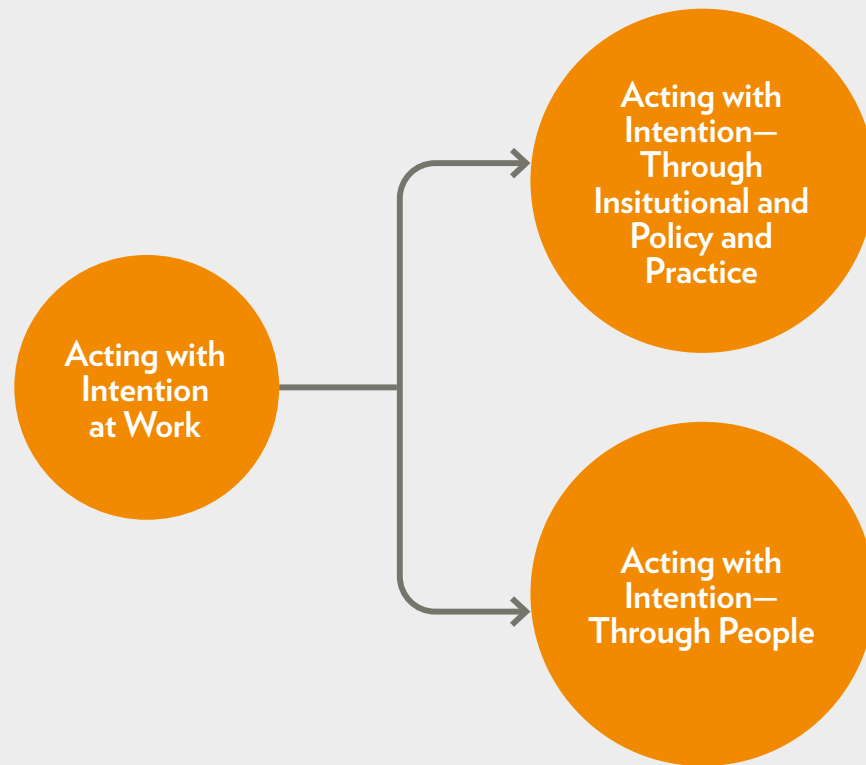 Acting with
Intention
at Work
Acting with
Intention—
Through
Insitutional and
Policy and
Practice
Acting with
Intention—
Through People